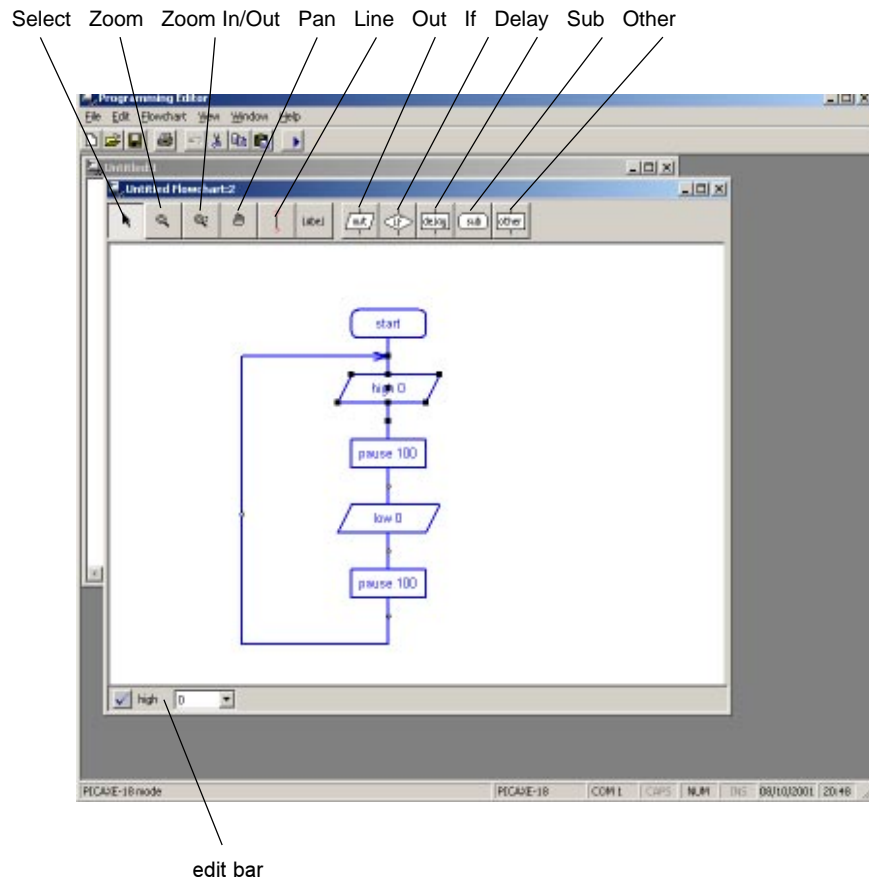 Select Zoom Zoom In/Out Pan Line Out If Delay Sub Other
Programming Editor
File Edit Flowchart View Window Help
Untitled:1
Untitled Flowchart:2
label out if delay sub other
start
high 0
pause 100
low 0
pause 100
high 0
PICAXE-18 mode PICAXE-18 COM 1 CAPS NUM INS 08/10/2001 20:48
edit bar